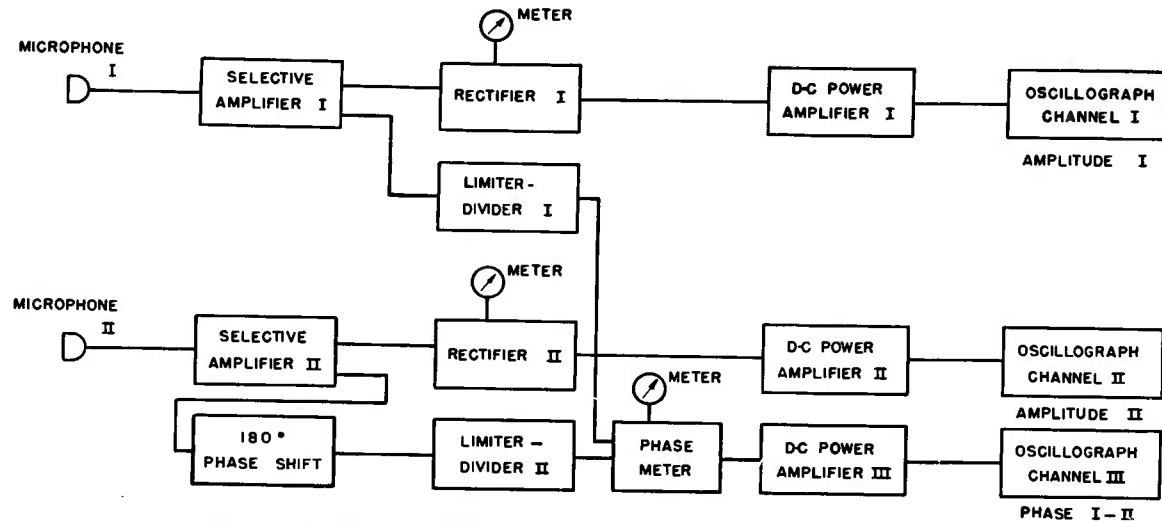 METER
MICROPHONE
I
SELECTIVE
AMPLIFIER I
RECTIFIER I
D-C POWER
AMPLIFIER I
OSCILLOGRAPH
CHANNEL I
AMPLITUDE I
LIMITER-
DIVIDER I
METER
MICROPHONE
II
SELECTIVE
AMPLIFIER II
RECTIFIER II
D-C POWER
AMPLIFIER II
OSCILLOGRAPH
CHANNEL II
AMPLITUDE II
METER
180°
PHASE SHIFT
LIMITER-
DIVIDER II
PHASE
METER
D-C POWER
AMPLIFIER III
OSCILLOGRAPH
CHANNEL III
PHASE I-II